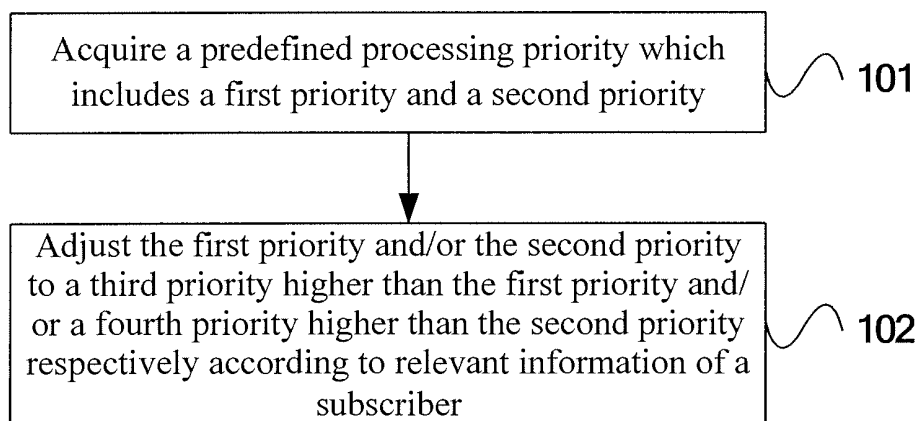 Acquire a predefined processing priority which
includes a first priority and a second priority
101
Adjust the first priority and/or the second priority
to a third priority higher than the first priority and/
or a fourth priority higher than the second priority
respectively according to relevant information of a
subscriber
102